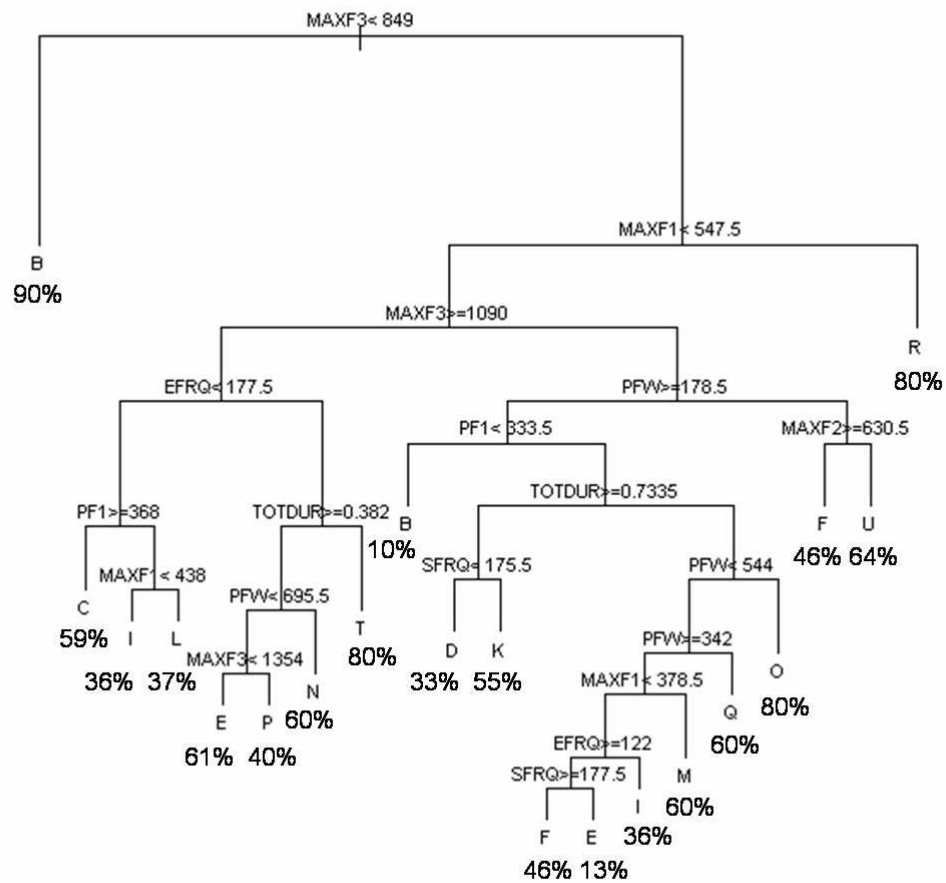 MAXF3< 849
MAXF1< 547.5
B
90%
MAXF3>=1090
R
80%
EFRQ< 177.5
PFW>=178.5
PF1< 333.5
MAXF2>=630.5
PF1>=368
TOTDUR>=0.382
B
10%
TOTDUR>=0.7335
F
U
46%
64%
MAXF1< 438
PFW< 695.5
SFRQ< 175.5
PFW< 544
C
59%
I
L
36%
37%
T
80%
D
K
33%
55%
MAXF3< 1354
N
60%
PFW>=342
O
80%
E
P
61%
40%
MAXF1< 378.5
Q
60%
EFRQ>=122
M
60%
SFRQ>=177.5
I
36%
F
E
46%
13%